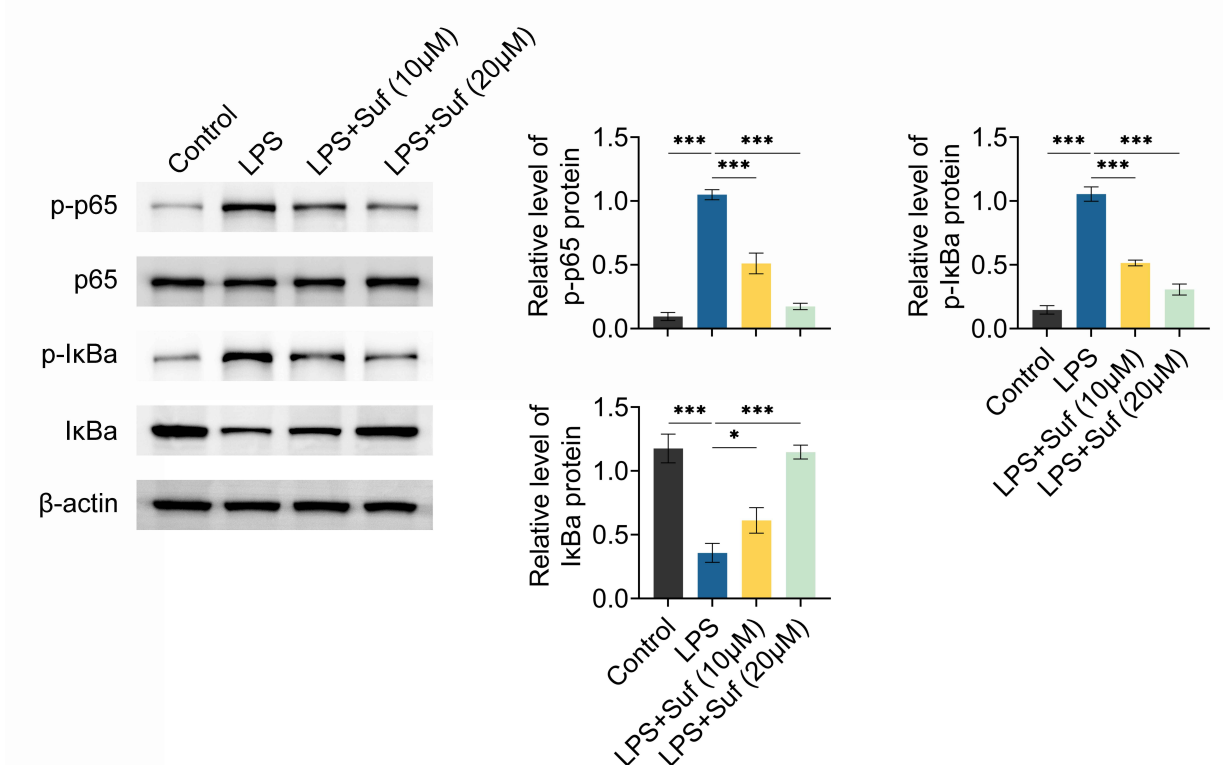 Control
LPS
LPS+Suf (10μM)
LPS+Suf (20μM)
p-p65
p65
p-IκBa
IκBa
β-actin
Relative level of
p-p65 protein
1.5
1.0
0.5
0.0
***
***
***
Relative level of
p-IκBa protein
1.5
1.0
0.5
0.0
***
***
***
Control
LPS
LPS+Suf (10μM)
LPS+Suf (20μM)
Relative level of
IκBa protein
1.5
1.0
0.5
0.0
***
***
*
Control
LPS
LPS+Suf (10μM)
LPS+Suf (20μM)